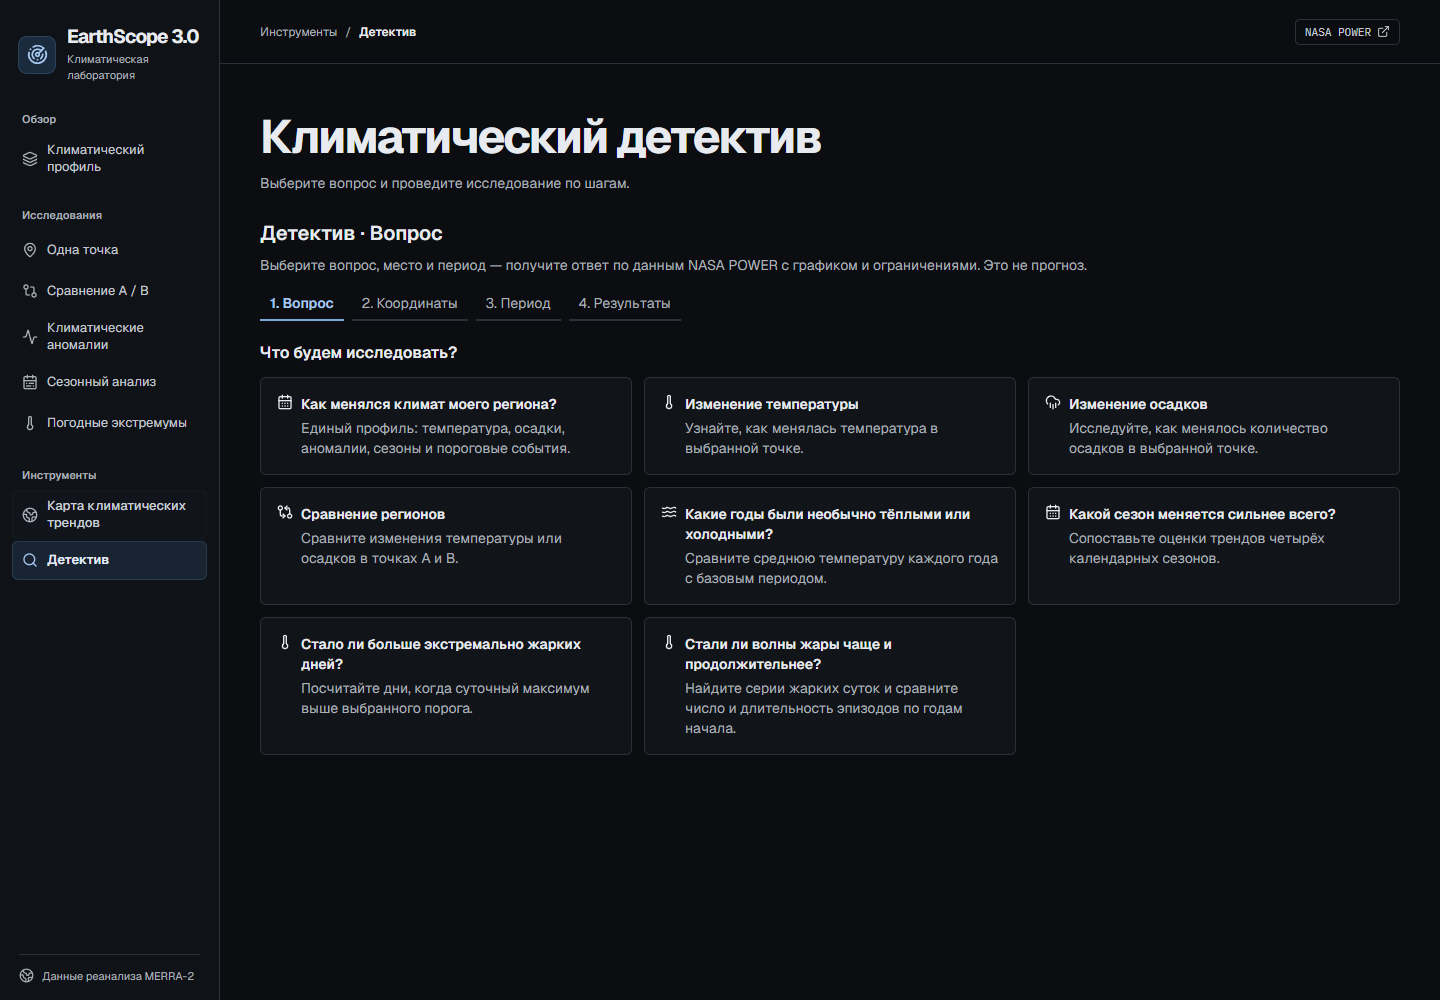 EarthScope 3.0
Климатическая
лаборатория
Обзор
Климатический
профиль
Исследования
Одна точка
Сравнение A / B
Климатические
аномалии
Сезонный анализ
Погодные экстремумы
Инструменты
Карта климатических
трендов
Детектив
Данные реанализа MERRA-2
Инструменты / Детектив
NASA POWER
Климатический детектив
Выберите вопрос и проведите исследование по шагам.
Детектив · Вопрос
Выберите вопрос, место и период — получите ответ по данным NASA POWER с графиком и ограничениями. Это не прогноз.
1. Вопрос 2. Координаты 3. Период 4. Результаты
Что будем исследовать?
Как менялся климат моего региона?
Единый профиль: температура, осадки,
аномалии, сезоны и пороговые события.
Изменение температуры
Узнайте, как менялась температура в
выбранной точке.
Изменение осадков
Исследуйте, как менялось количество
осадков в выбранной точке.
Сравнение регионов
Сравните изменения температуры или
осадков в точках A и B.
Какие годы были необычно тёплыми или
холодными?
Сравните среднюю температуру каждого года
с базовым периодом.
Какой сезон меняется сильнее всего?
Сопоставьте оценки трендов четырёх
календарных сезонов.
Стало ли больше экстремально жарких
дней?
Посчитайте дни, когда суточный максимум
выше выбранного порога.
Стали ли волны жары чаще и
продолжительнее?
Найдите серии жарких суток и сравните
число и длительность эпизодов по годам
начала.